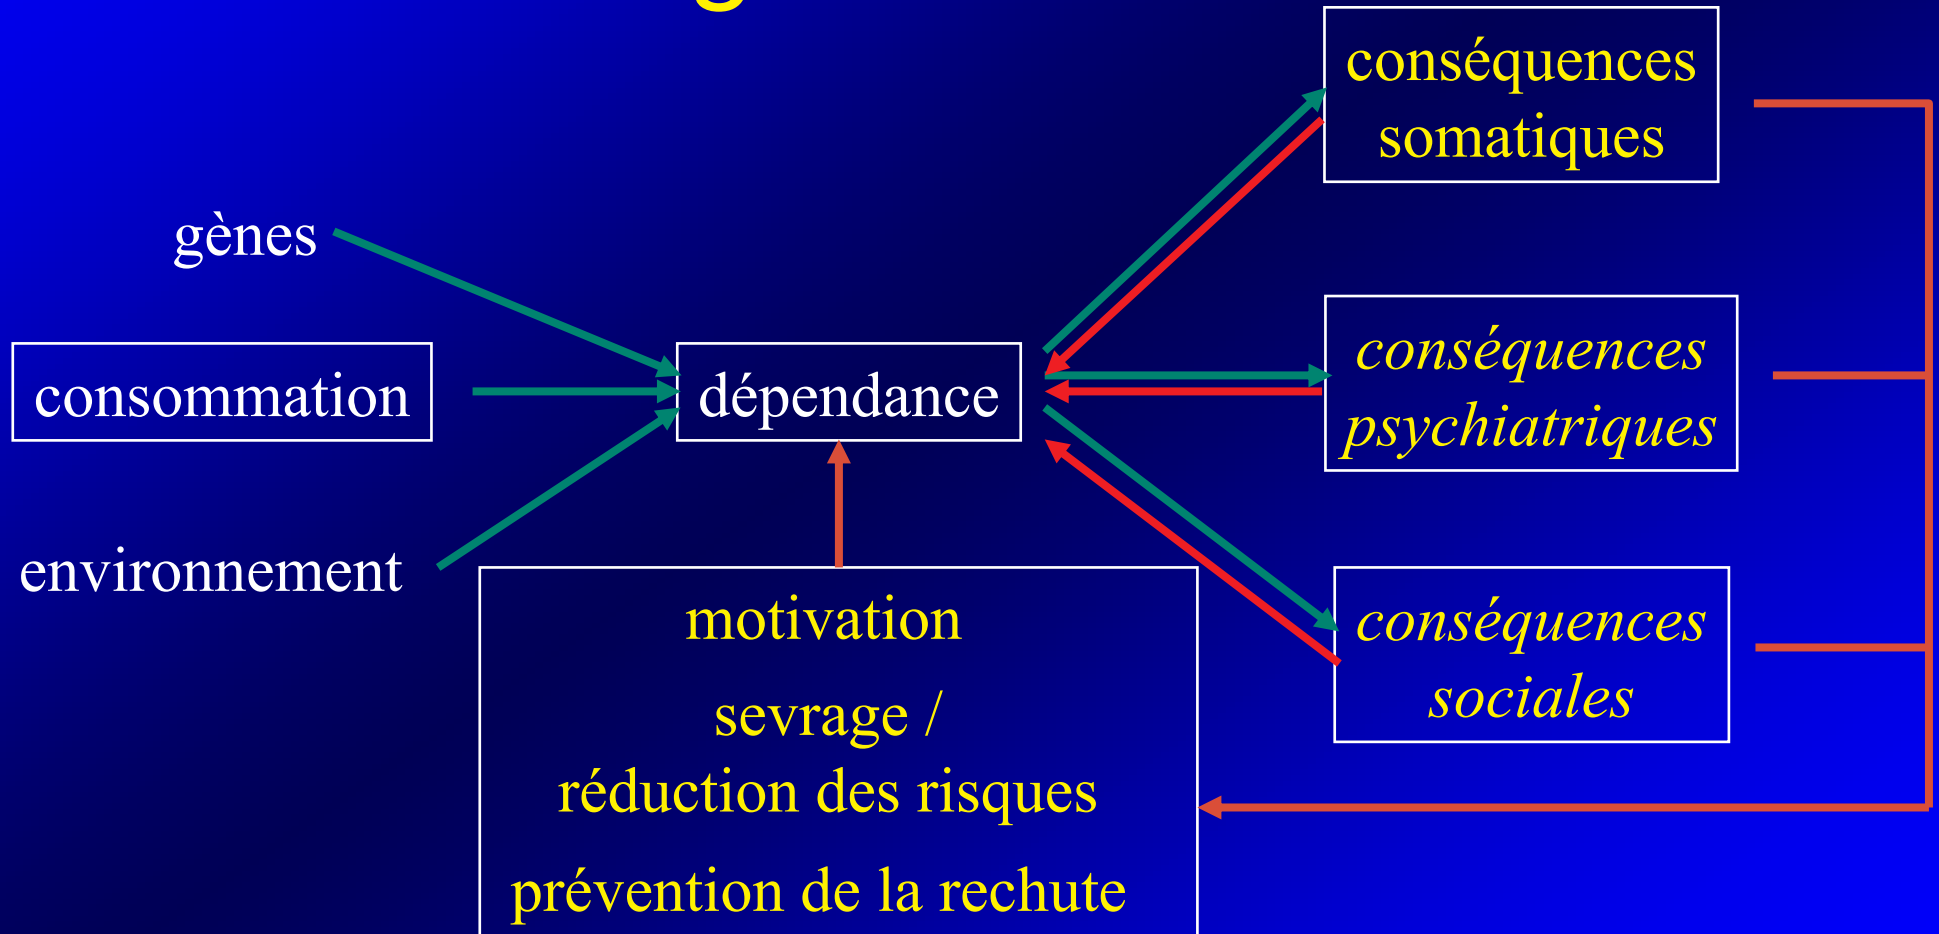 conséquences
somatiques
gènes
consommation
dépendance
conséquences
psychiatriques
environnement
motivation
sevrage /
réduction des risques
prévention de la rechute
conséquences
sociales